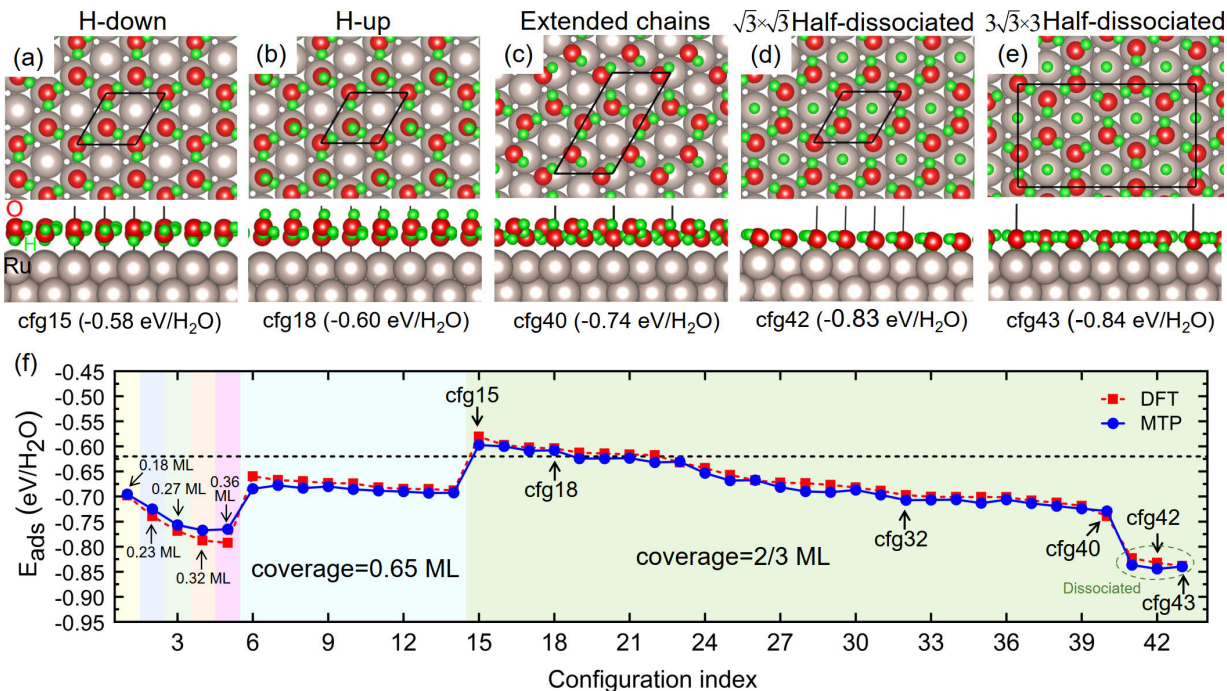 H-down
H-up
Extended chains
√3×√3 Half-dissociated
3√3×3 Half-dissociated
(a)
(b)
(c)
(d)
(e)
O
H
Ru
cfg15 (-0.58 eV/H₂O)
cfg18 (-0.60 eV/H₂O)
cfg40 (-0.74 eV/H₂O)
cfg42 (-0.83 eV/H₂O)
cfg43 (-0.84 eV/H₂O)
(f)
Eads (eV/H₂O)
-0.45
-0.50
-0.55
-0.60
-0.65
-0.70
-0.75
-0.80
-0.85
-0.90
-0.95
cfg15
DFT
MTP
0.18 ML
0.27 ML
0.36
ML
0.23 ML
0.32 ML
cfg18
cfg32
cfg40
cfg42
cfg43
Dissociated
coverage=0.65 ML
coverage=2/3 ML
3 6 9 12 15 18 21 24 27 30 33 36 39 42
Configuration index